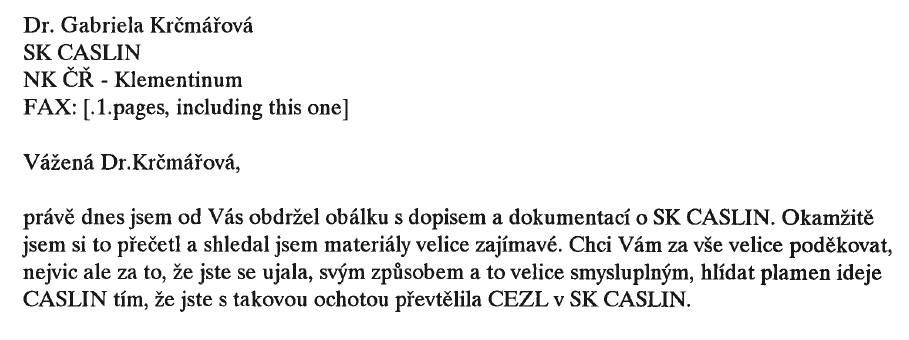 Dr. Gabriela Krčmářová
SK CASLIN
NK ČŘ - Klementinum
FAX: [.1.pages, including this one]

Vážená Dr.Krčmářová,

právě dnes jsem od Vás obdržel obálku s dopisem a dokumentací o SK CASLIN. Okamžitě
jsem si to přečetl a shledal jsem materiály velice zajímavé. Chci Vám za vše velice poděkovat,
nejvic ale za to, že jste se ujala, svým způsobem a to velice smysluplným, hlídat plamen ideje
CASLIN tím, že jste s takovou ochotou převtělila CEZL v SK CASLIN.